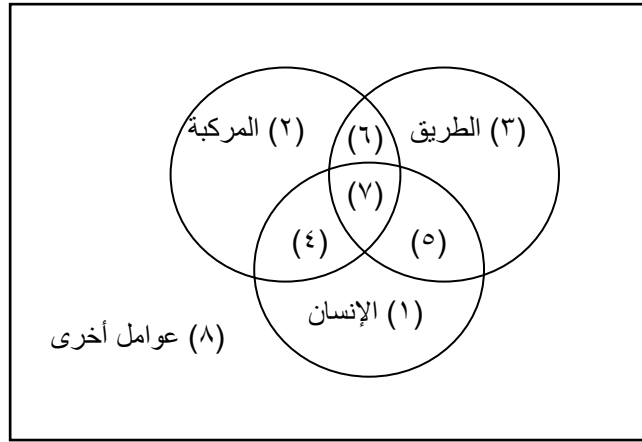 (٣) الطريق
(٦)
(٢) المركبة
(٧)
(٥)
(٤)
(١) الإنسان
(٨) عوامل أخرى